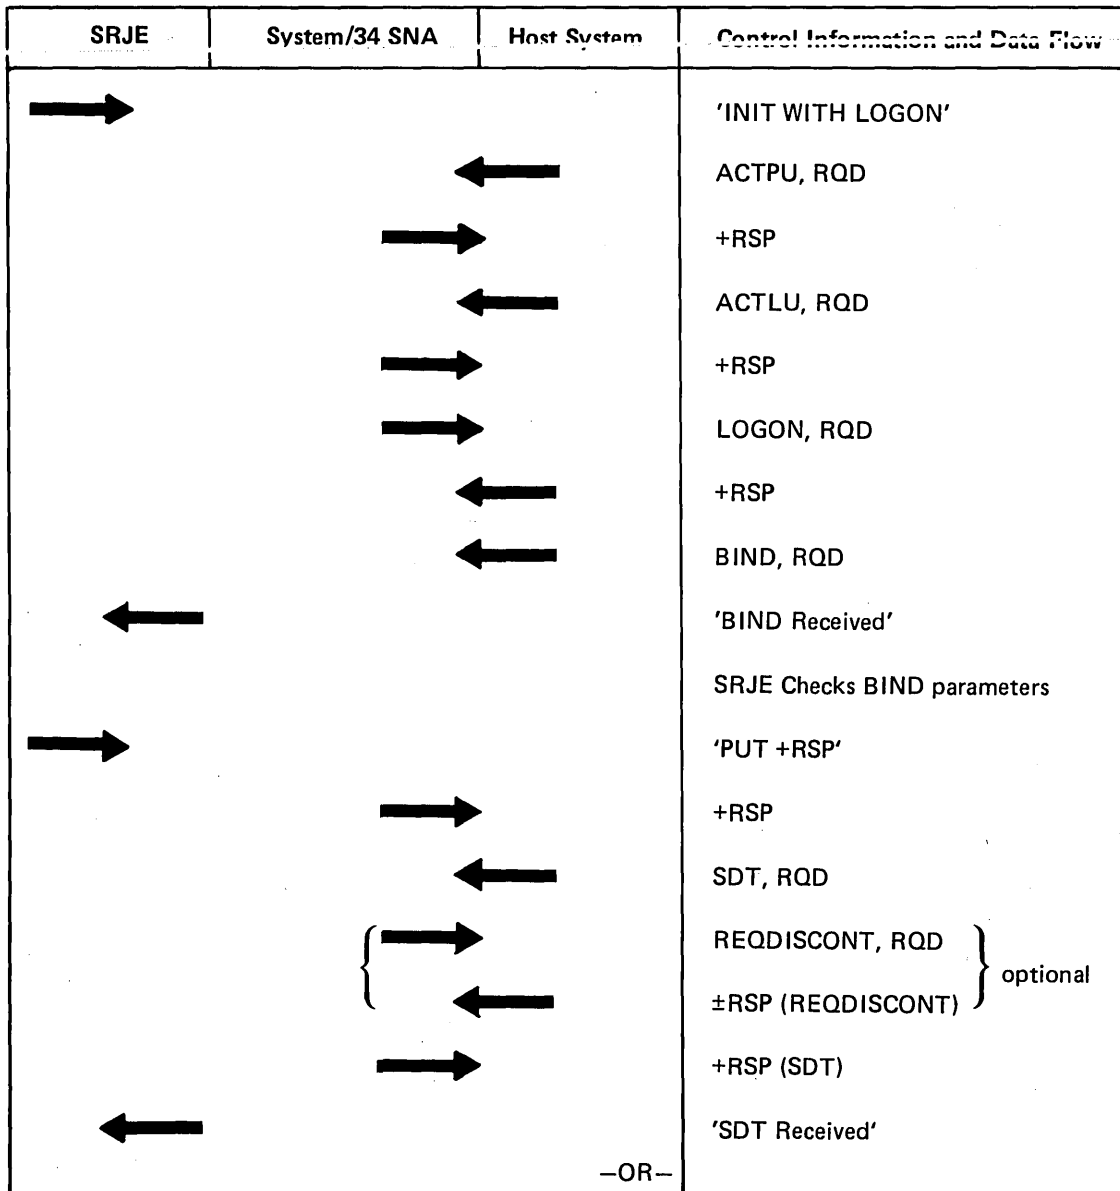 SRJE System/34 SNA Host System Control Information and Data Flow
'INIT WITH LOGON'
ACTPU, RQD
+RSP
ACTLU, RQD
+RSP
LOGON, RQD
+RSP
BIND, RQD
'BIND Received'
SRJE Checks BIND parameters
'PUT +RSP'
+RSP
SDT, RQD
REQDISCONT, RQD
optional
±RSP (REQDISCONT)
+RSP (SDT)
'SDT Received'
—OR—